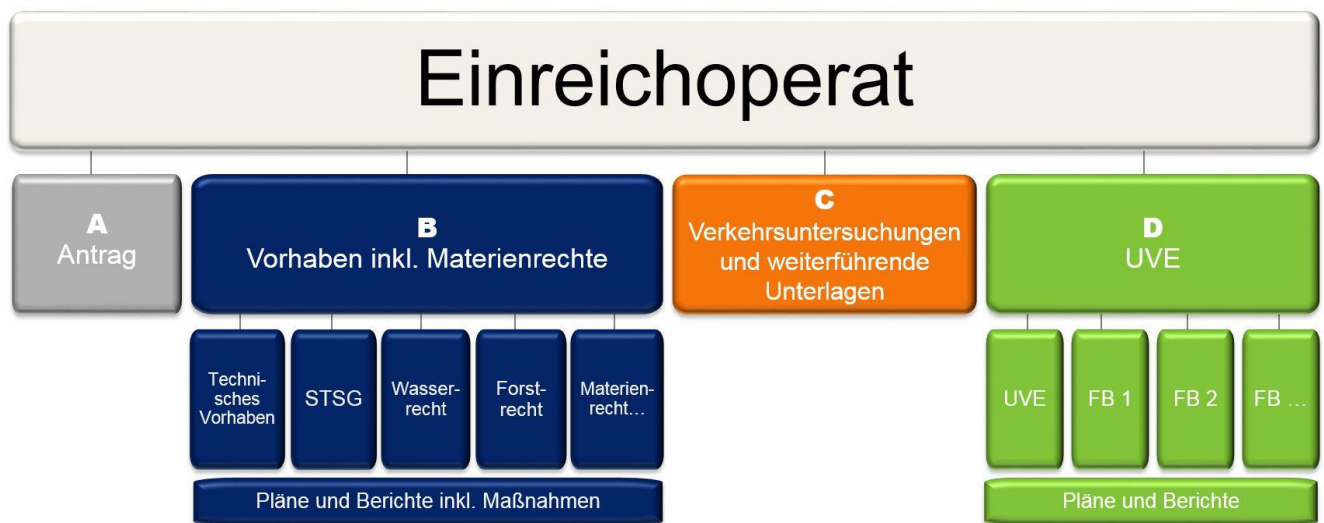 Einreichoperat
A
Antrag
B
Vorhaben inkl. Materienrechte
C
Verkehrsuntersuchungen
und weiterführende
Unterlagen
D
UVE
Techni-
sches
Vorhaben
STSG
Wasser-
recht
Forst-
recht
Materien-
recht...
UVE
FB 1
FB 2
FB ...
Pläne und Berichte inkl. Maßnahmen
Pläne und Berichte